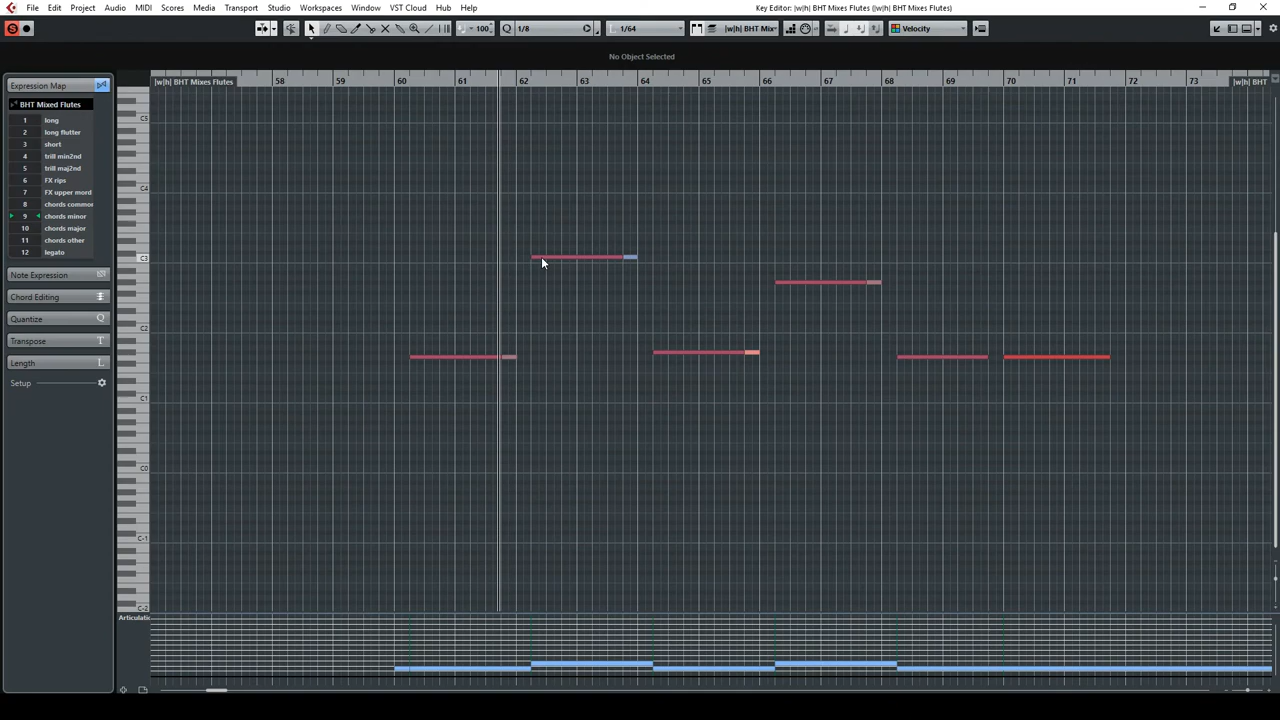 File Edit Project Audio MIDI Scores Media Transport Studio Workspaces Window VST Cloud Hub Help
Key Editor: |w|h| BHT Mixes Flutes (|w|h| BHT Mixes Flutes)
100 Q 1/8 L 1/64 |w|h| BHT Mix Velocity
No Object Selected
Expression Map
|w|h| BHT Mixes Flutes 58 59 60 61 62 63 64 65 66 67 68 69 70 71 72 73 |w|h| BHT
BHT Mixed Flutes
1 long
2 long flutter
3 short
4 trill min2nd
5 trill maj2nd
6 FX rips
7 FX upper mord
8 chords commo
9 chords minor
10 chords major
11 chords other
12 legato
Note Expression
Chord Editing
Quantize Q
Transpose T
Length L
Setup
C5
C4
C3
C2
C1
C0
C-1
C-2
Articulatio